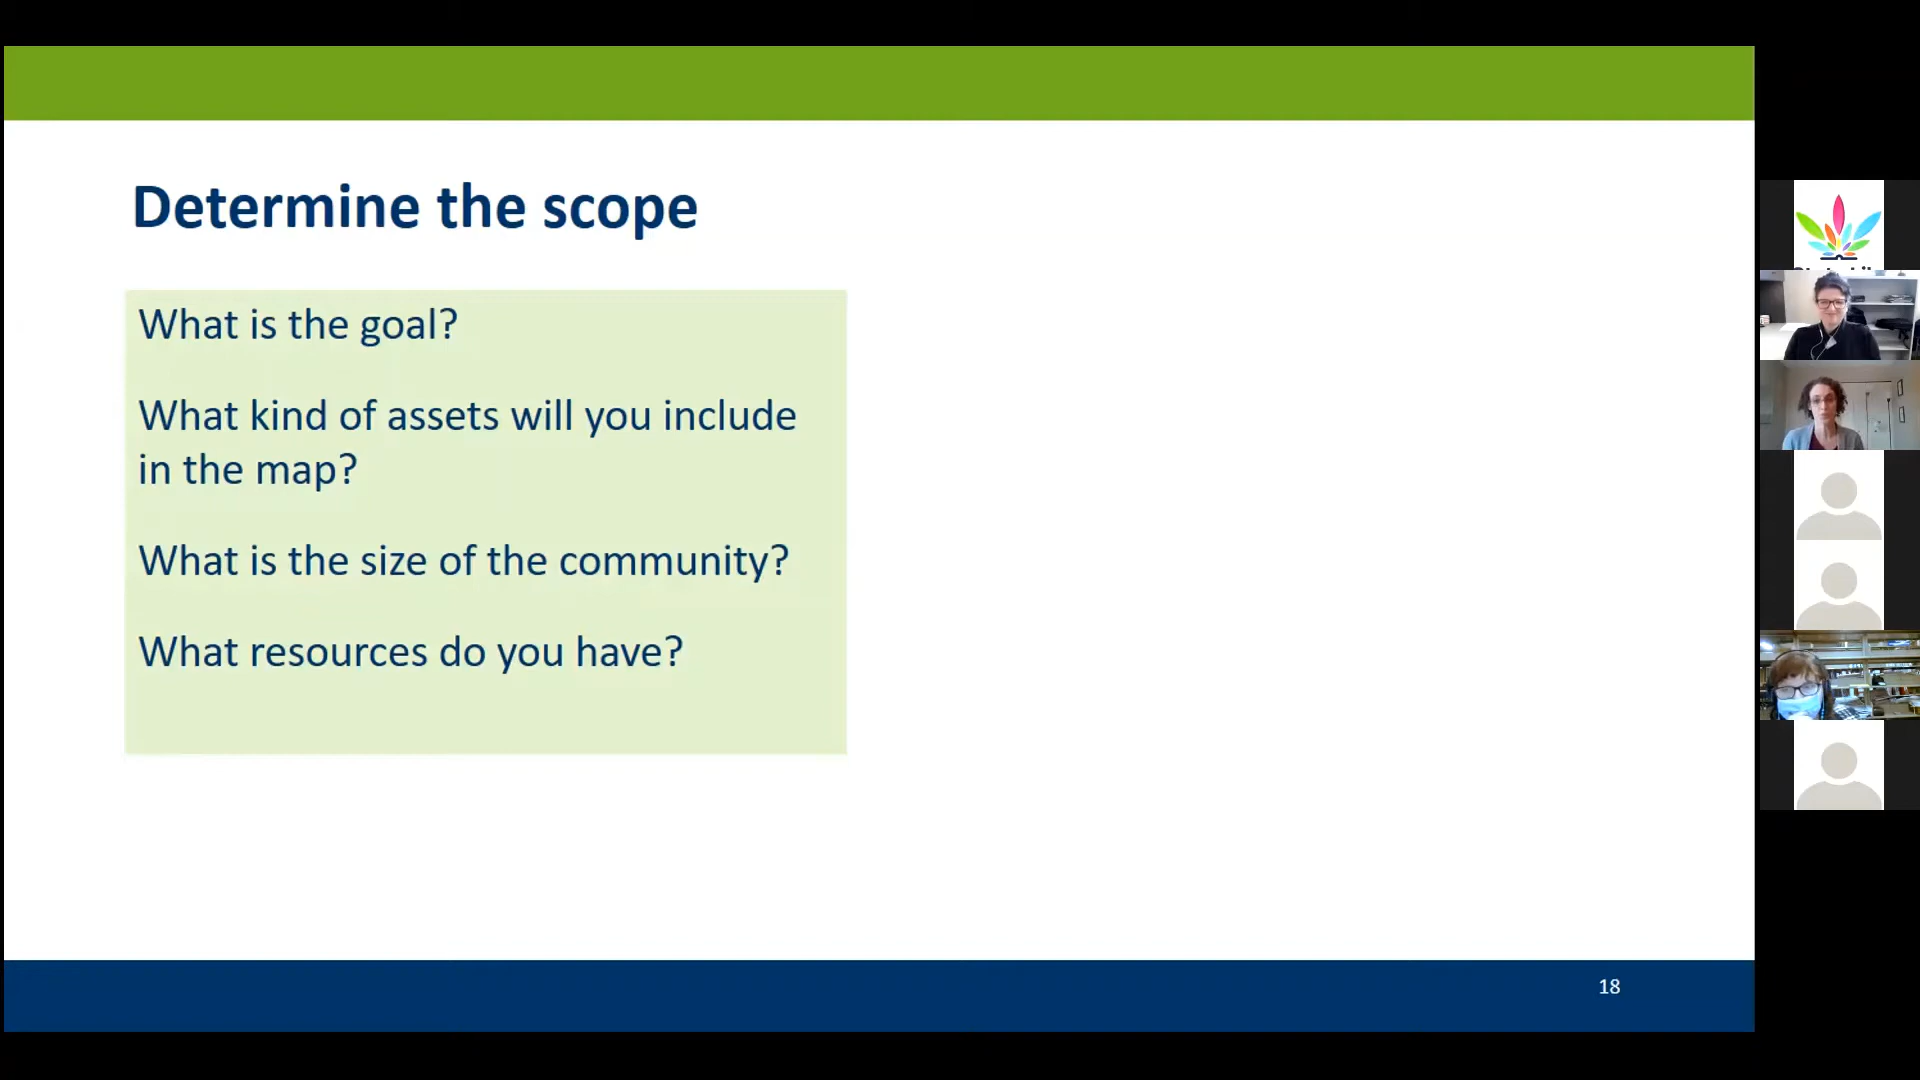 Determine the scope
What is the goal?
What kind of assets will you include
in the map?
What is the size of the community?
What resources do you have?
18